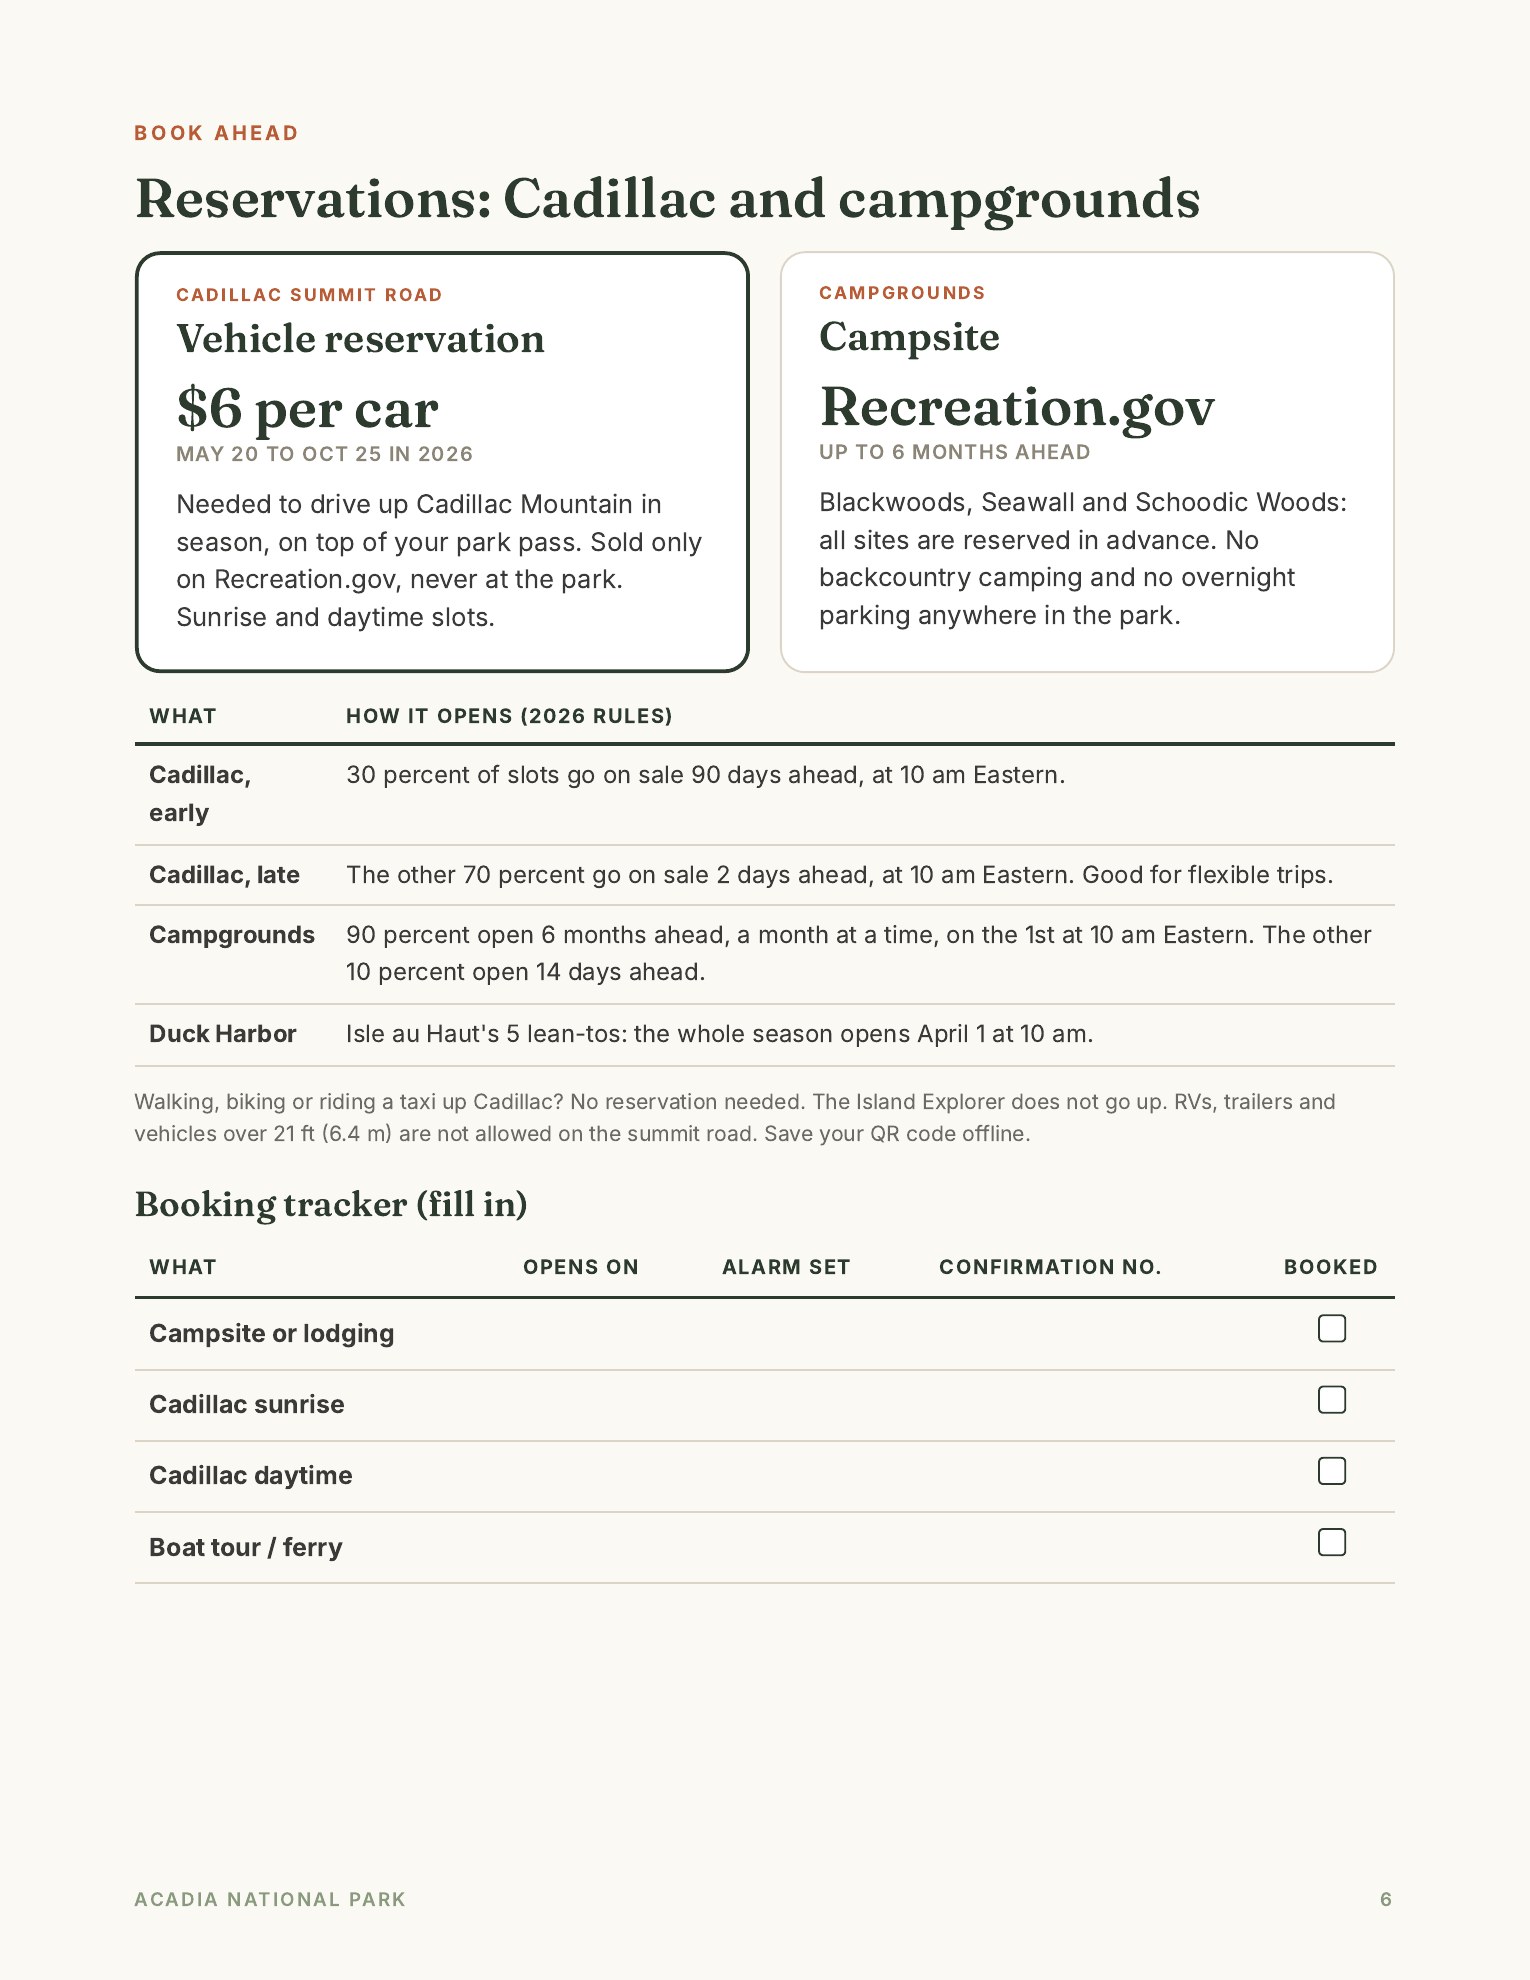 BOOK AHEAD
Reservations: Cadillac and campgrounds
CADILLAC SUMMIT ROAD
Vehicle reservation
$6 per car
MAY 20 TO OCT 25 IN 2026
Needed to drive up Cadillac Mountain in
season, on top of your park pass. Sold only
on Recreation.gov, never at the park.
Sunrise and daytime slots.
CAMPGROUNDS
Campsite
Recreation.gov
UP TO 6 MONTHS AHEAD
Blackwoods, Seawall and Schoodic Woods:
all sites are reserved in advance. No
backcountry camping and no overnight
parking anywhere in the park.
WHAT HOW IT OPENS (2026 RULES)
Cadillac, 30 percent of slots go on sale 90 days ahead, at 10 am Eastern.
early
Cadillac, late The other 70 percent go on sale 2 days ahead, at 10 am Eastern. Good for flexible trips.
Campgrounds 90 percent open 6 months ahead, a month at a time, on the 1st at 10 am Eastern. The other
10 percent open 14 days ahead.
Duck Harbor Isle au Haut's 5 lean-tos: the whole season opens April 1 at 10 am.
Walking, biking or riding a taxi up Cadillac? No reservation needed. The Island Explorer does not go up. RVs, trailers and
vehicles over 21 ft (6.4 m) are not allowed on the summit road. Save your QR code offline.
Booking tracker (fill in)
WHAT OPENS ON ALARM SET CONFIRMATION NO. BOOKED
Campsite or lodging
Cadillac sunrise
Cadillac daytime
Boat tour / ferry
ACADIA NATIONAL PARK 6